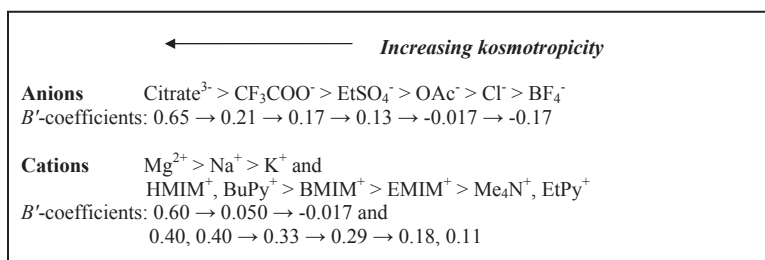 Increasing kosmotropicity
Anions Citrate³⁻ > CF₃COO⁻ > EtSO₄⁻ > OAc⁻ > Cl⁻ > BF₄⁻
B'-coefficients: 0.65 → 0.21 → 0.17 → 0.13 → -0.017 → -0.17
Cations Mg²⁺ > Na⁺ > K⁺ and
HMIM⁺, BuPy⁺ > BMIM⁺ > EMIM⁺ > Me₄N⁺, EtPy⁺
B'-coefficients: 0.60 → 0.050 → -0.017 and
0.40, 0.40 → 0.33 → 0.29 → 0.18, 0.11